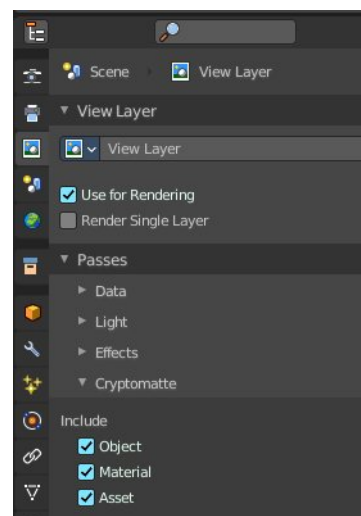 Scene View Layer
View Layer
View Layer
Use for Rendering
Render Single Layer
Passes
Data
Light
Effects
Cryptomatte
Include
Object
Material
Asset